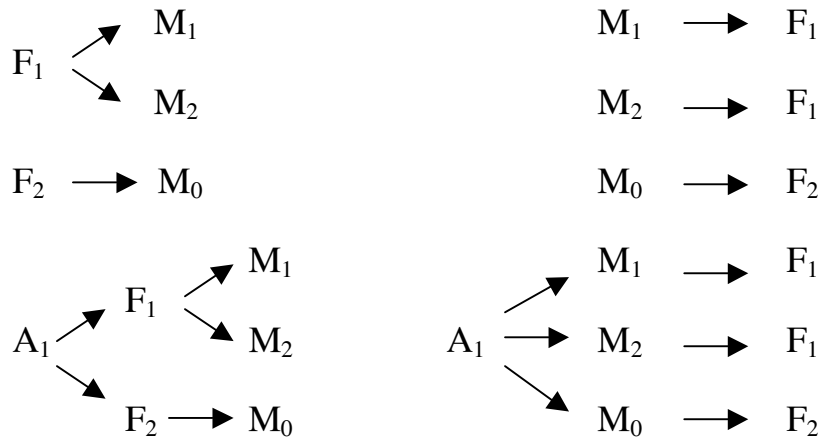 M₁ M₁ F₁
F₁
M₂ M₂ F₁
F₂ M₀ M₀ F₂
M₁ M₁ F₁
F₁
A₁ M₂ A₁ M₂ F₁
F₂ M₀ M₀ F₂